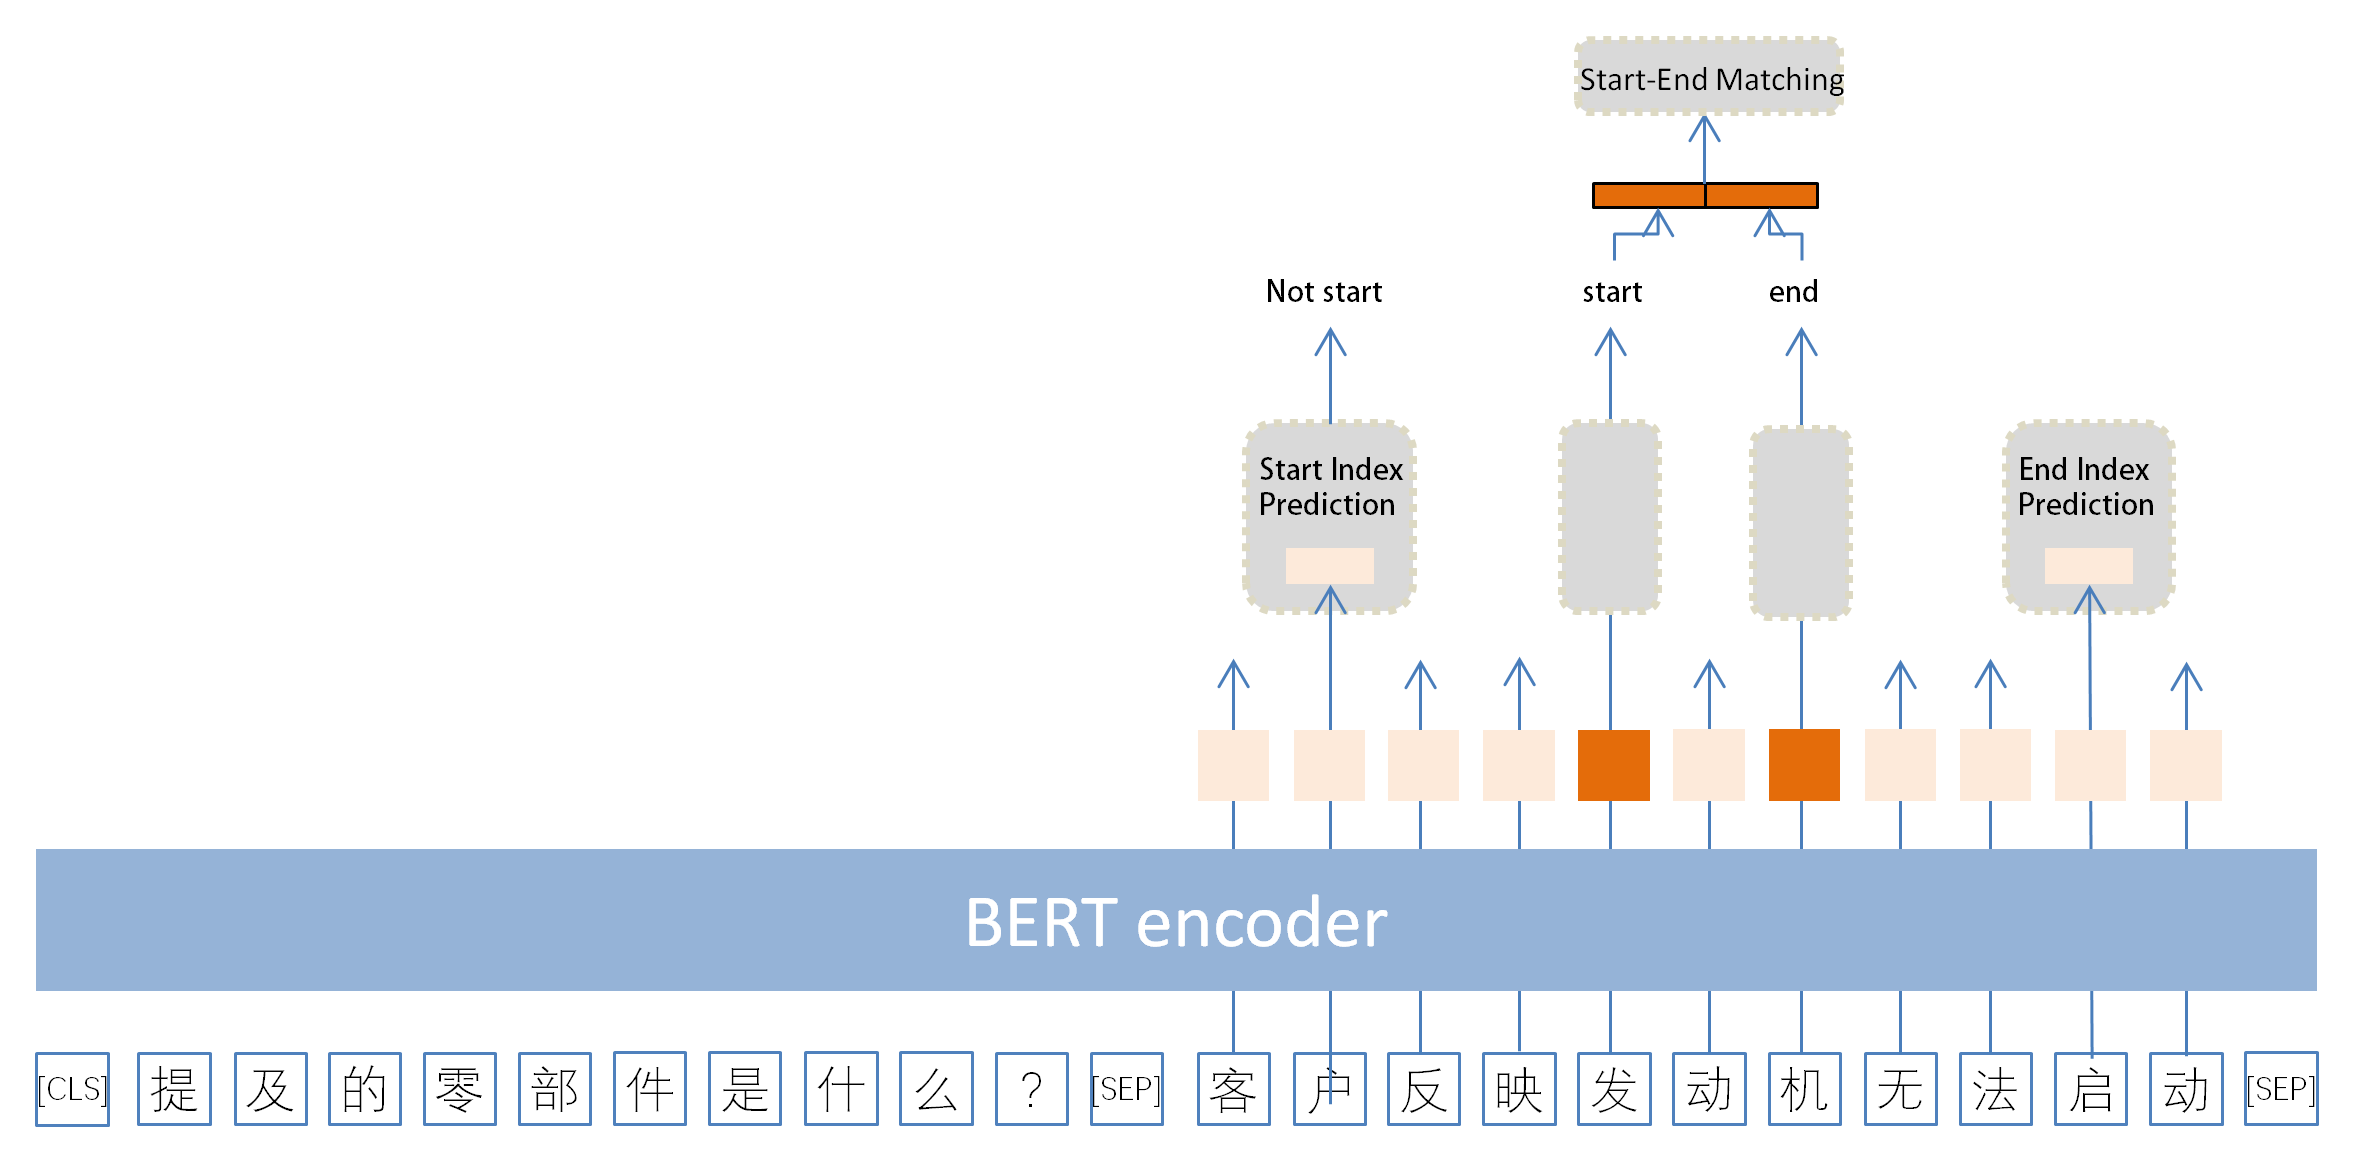 Start-End Matching
Not start
start
end
Start Index
Prediction
End Index
Prediction
BERT encoder
[CLS] 提 及 的 零 部 件 是 什 么 ? [SEP] 客 户 反 映 发 动 机 无 法 启 动 [SEP]